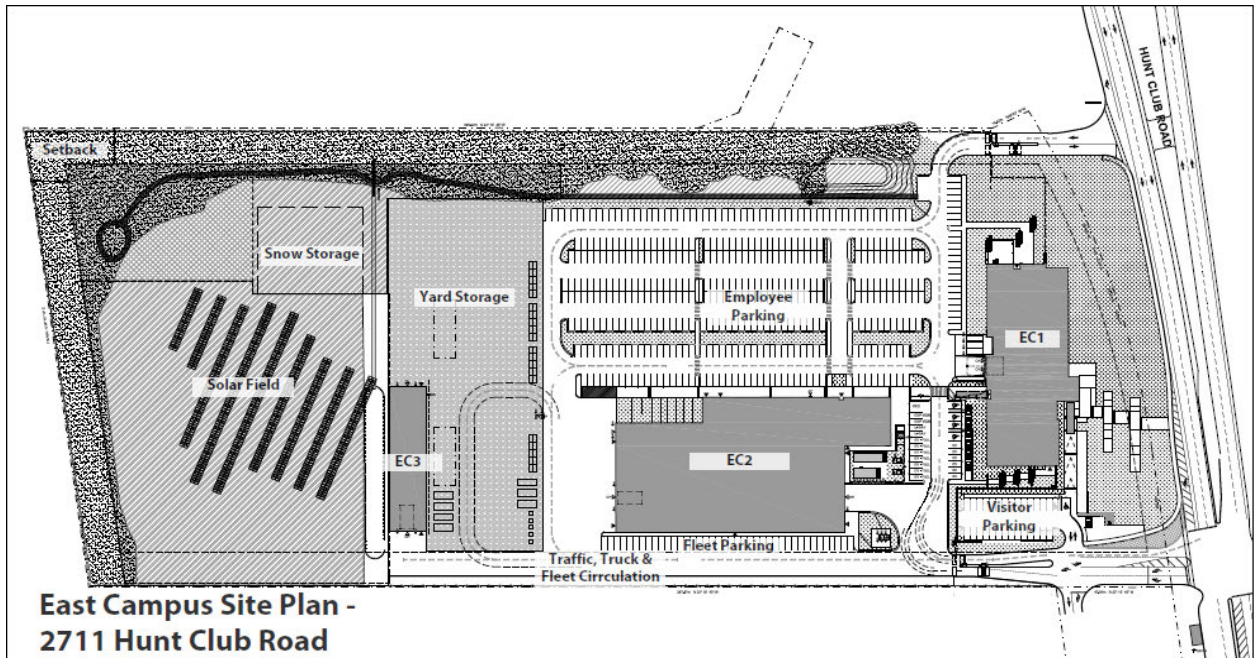 HUNT CLUB ROAD
Setback
Snow Storage
Yard Storage
Employee
Parking
EC1
Solar Field
EC3
EC2
Visitor
Parking
Fleet Parking
Traffic, Truck &
Fleet Cirrculation
East Campus Site Plan -
2711 Hunt Club Road